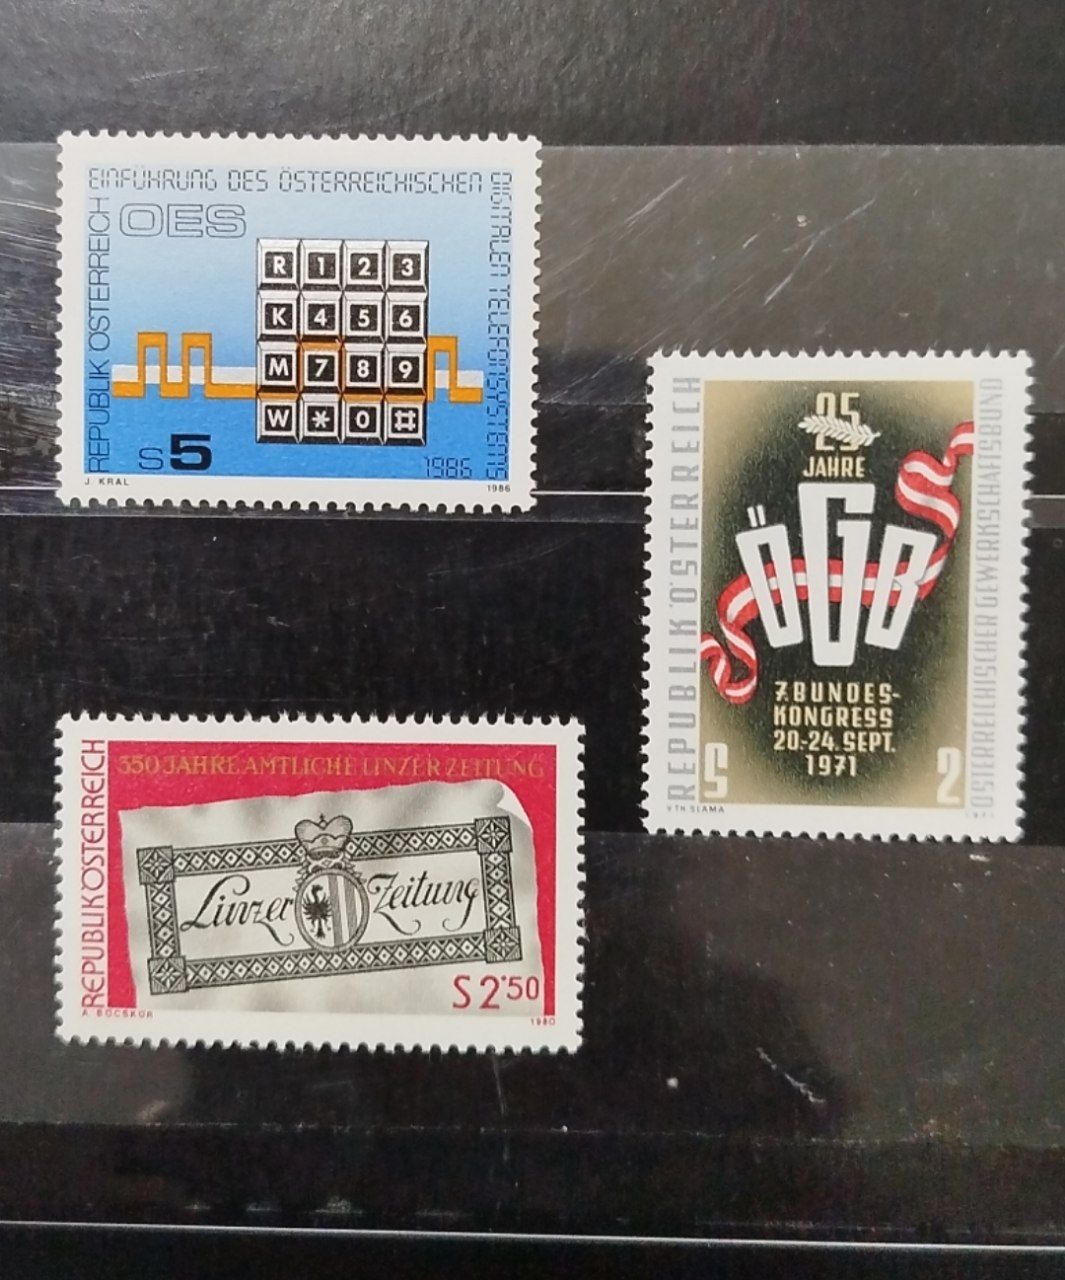 EINFÜHRUNG DES ÖSTERREICHISCHEN
DIGITALEN TELEFONSYSTEMS
REPUBLIK ÖSTERREICH
OES
R 1 2 3
K 4 5 6
M 7 8 9
W * 0 #
S5
1986
J. KRAL
1986
REPUBLIK ÖSTERREICH
25
JAHRE
ÖGB
7. BUNDES-
KONGRESS
20.-24. SEPT.
1971
S 2
ÖSTERREICHISCHER GEWERKSCHAFTSBUND
1971
350 JAHRE AMTLICHE LINZER ZEITUNG
REPUBLIK ÖSTERREICH
Linzer Zeitung
S 2·50
A. BÖCSKÖR
1980